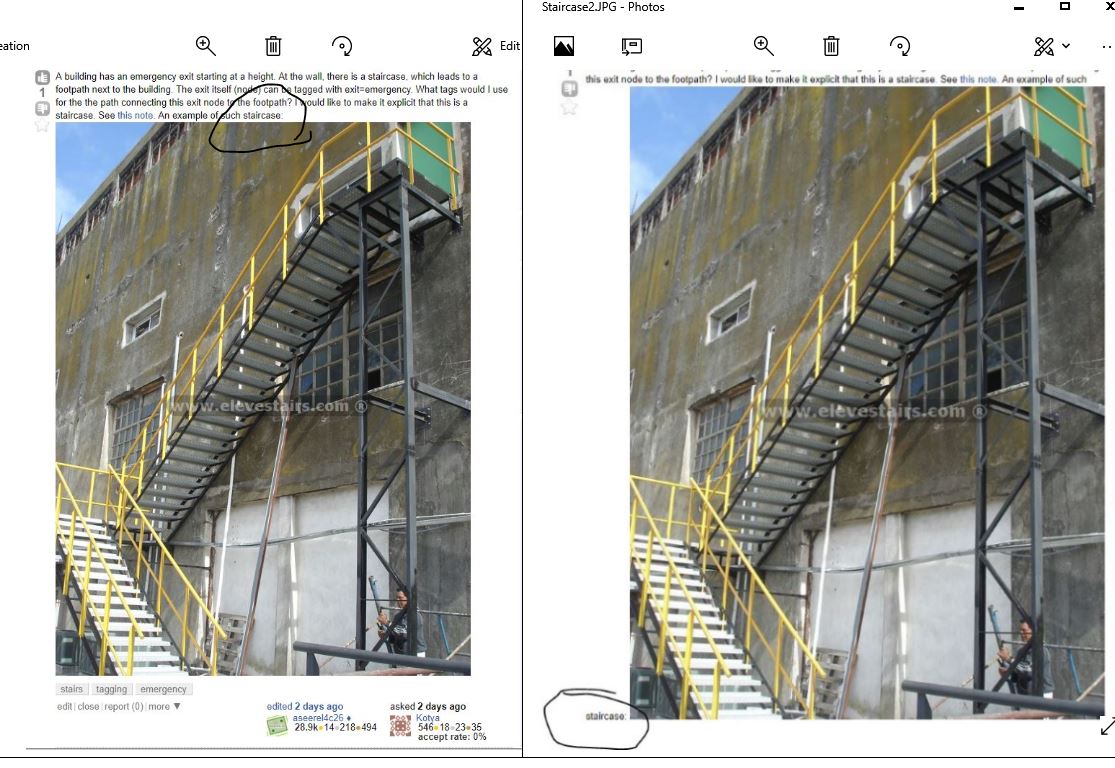 eation
Edit
A building has an emergency exit starting at a height. At the wall, there is a staircase, which leads to a
footpath next to the building. The exit itself (node) can be tagged with exit=emergency. What tags would I use
1
for the the path connecting this exit node to the footpath? I would like to make it explicit that this is a
staircase. See this note. An example of such staircase:
www.elevestairs.com ®
stairs tagging emergency
edit | close | report (0) | more ▼
edited 2 days ago
aseerel4c26 ♦
28.9k●14●218●494
asked 2 days ago
Kotya
546●18●23●35
accept rate: 0%
Staircase2.JPG - Photos
this exit node to the footpath? I would like to make it explicit that this is a staircase. See this note. An example of such
www.elevestairs.com ®
staircase: